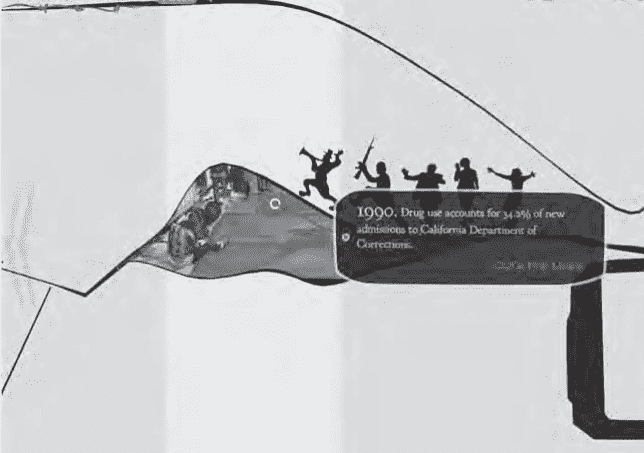 1990. Drug use accounts for 34.2% of new
admissions to California Department of
Corrections.